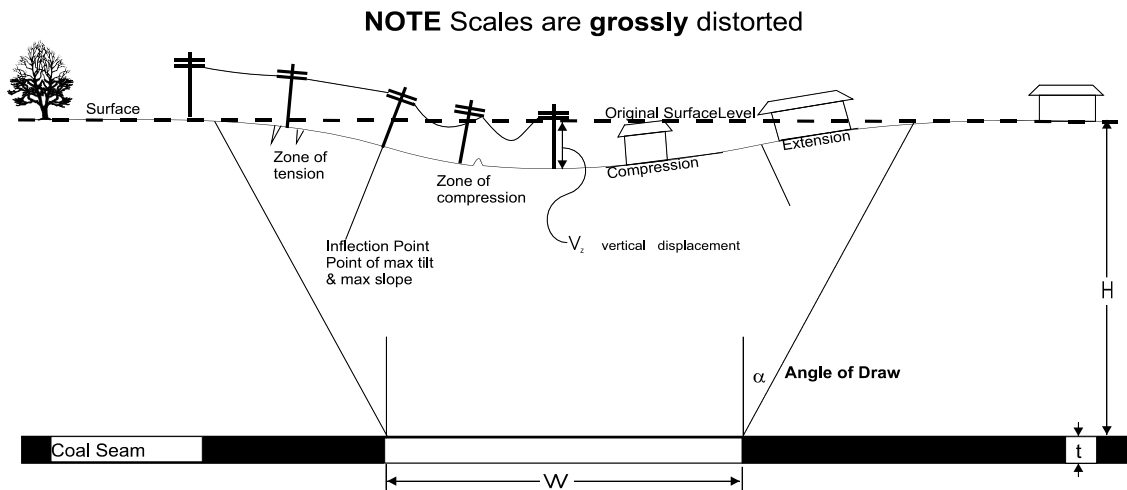 NOTE Scales are grossly distorted
Surface
Original SurfaceLevel
Zone of
tension
Zone of
compression
Compression
Extension
Inflection Point
Point of max tilt
& max slope
Vz vertical displacement
H
α Angle of Draw
Coal Seam
t
W